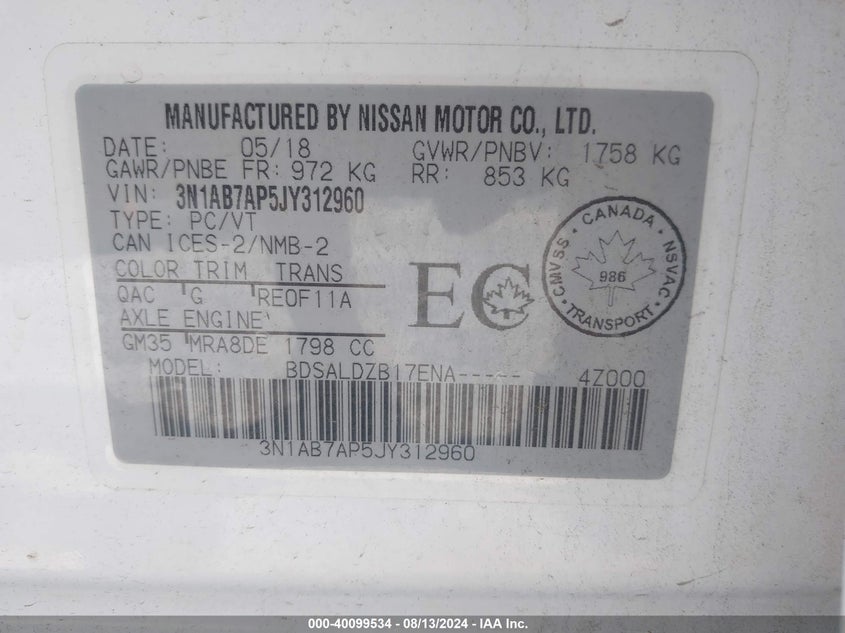 MANUFACTURED BY NISSAN MOTOR CO., LTD.
DATE: 05/18 GVWR/PNBV: 1758 KG
GAWR/PNBE FR: 972 KG RR: 853 KG
VIN: 3N1AB7AP5JY312960
TYPE: PC/VT
CAN ICES-2/NMB-2
COLOR TRIM TRANS
QAC G RE0F11A
AXLE ENGINE
GM35 MRA8DE 1798 CC
MODEL: BDSALDZB17ENA----- 4Z000
3N1AB7AP5JY312960
EC
CMVSS • CANADA • NSVAC
986
• TRANSPORT •
000-40099534 - 08/13/2024 - IAA Inc.